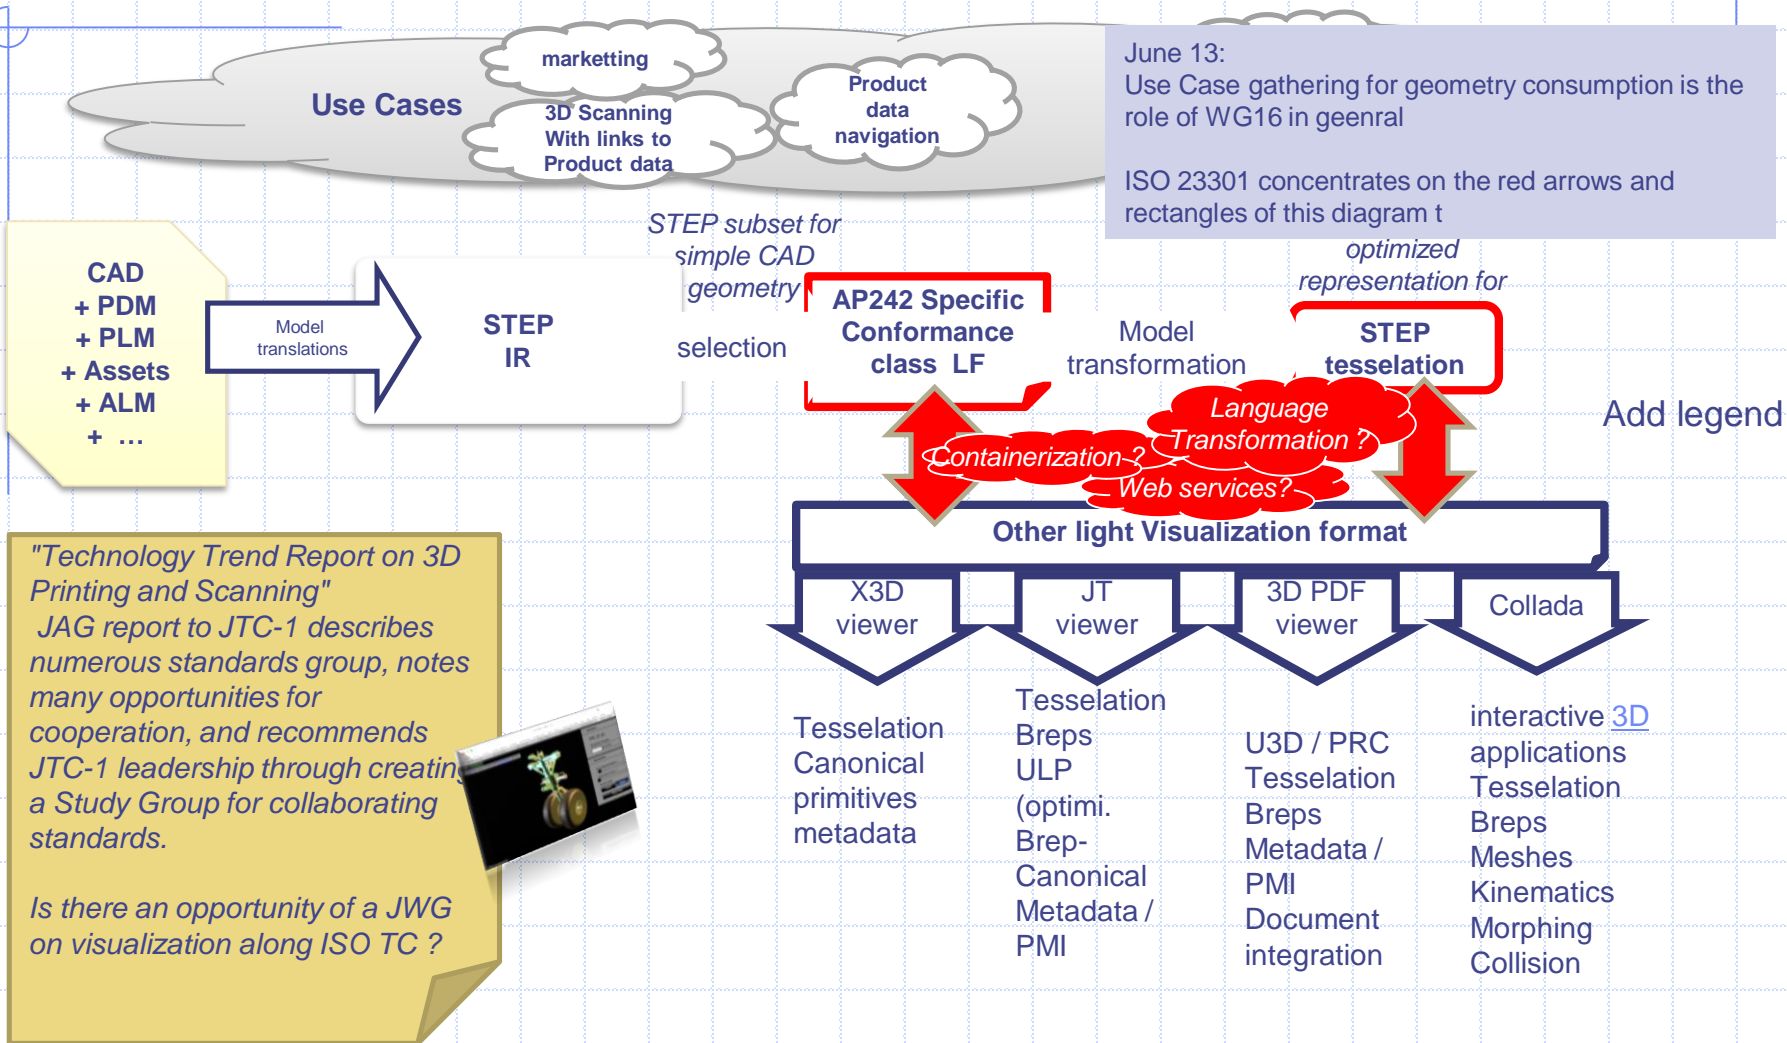 Use Cases
marketting
3D Scanning
With links to
Product data
Product
data
navigation
June 13:
Use Case gathering for geometry consumption is the
role of WG16 in geenral
ISO 23301 concentrates on the red arrows and
rectangles of this diagram t
CAD
+ PDM
+ PLM
+ Assets
+ ALM
+ …
Model
translations
STEP
IR
STEP subset for
simple CAD
geometry
selection
AP242 Specific
Conformance
class LF
Model
transformation
optimized
representation for
STEP
tesselation
Add legend
Language
Transformation ?
Containerization ?
Web services?
Other light Visualization format
X3D
viewer
JT
viewer
3D PDF
viewer
Collada
Tesselation
Canonical
primitives
metadata
Tesselation
Breps
ULP
(optimi.
Brep-
Canonical
Metadata /
PMI
U3D / PRC
Tesselation
Breps
Metadata /
PMI
Document
integration
interactive 3D
applications
Tesselation
Breps
Meshes
Kinematics
Morphing
Collision
"Technology Trend Report on 3D
Printing and Scanning"
JAG report to JTC-1 describes
numerous standards group, notes
many opportunities for
cooperation, and recommends
JTC-1 leadership through creating
a Study Group for collaborating
standards.
Is there an opportunity of a JWG
on visualization along ISO TC ?